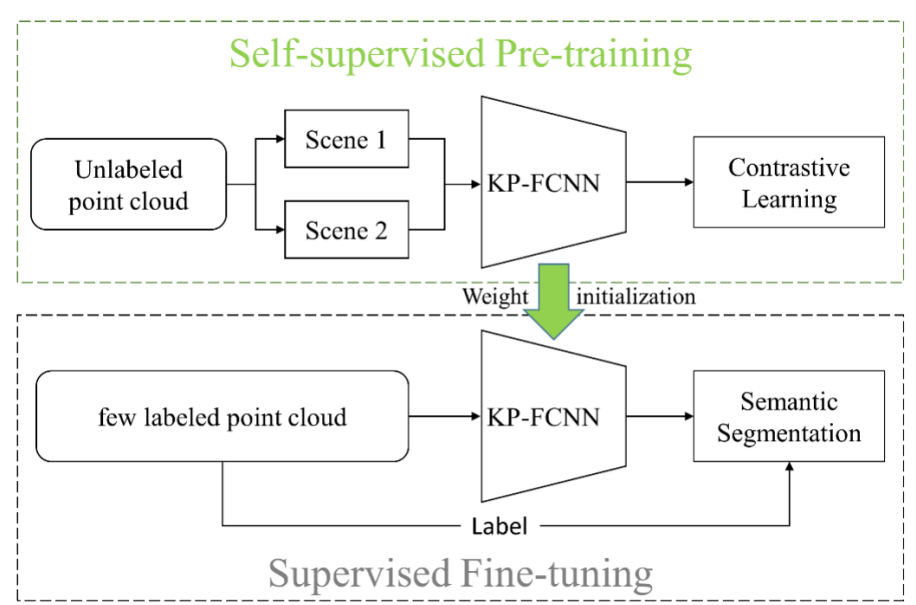 Self-supervised Pre-training
Unlabeled
point cloud
Scene 1
Scene 2
KP-FCNN
Contrastive
Learning
Weight initialization
few labeled point cloud
KP-FCNN
Semantic
Segmentation
Label
Supervised Fine-tuning